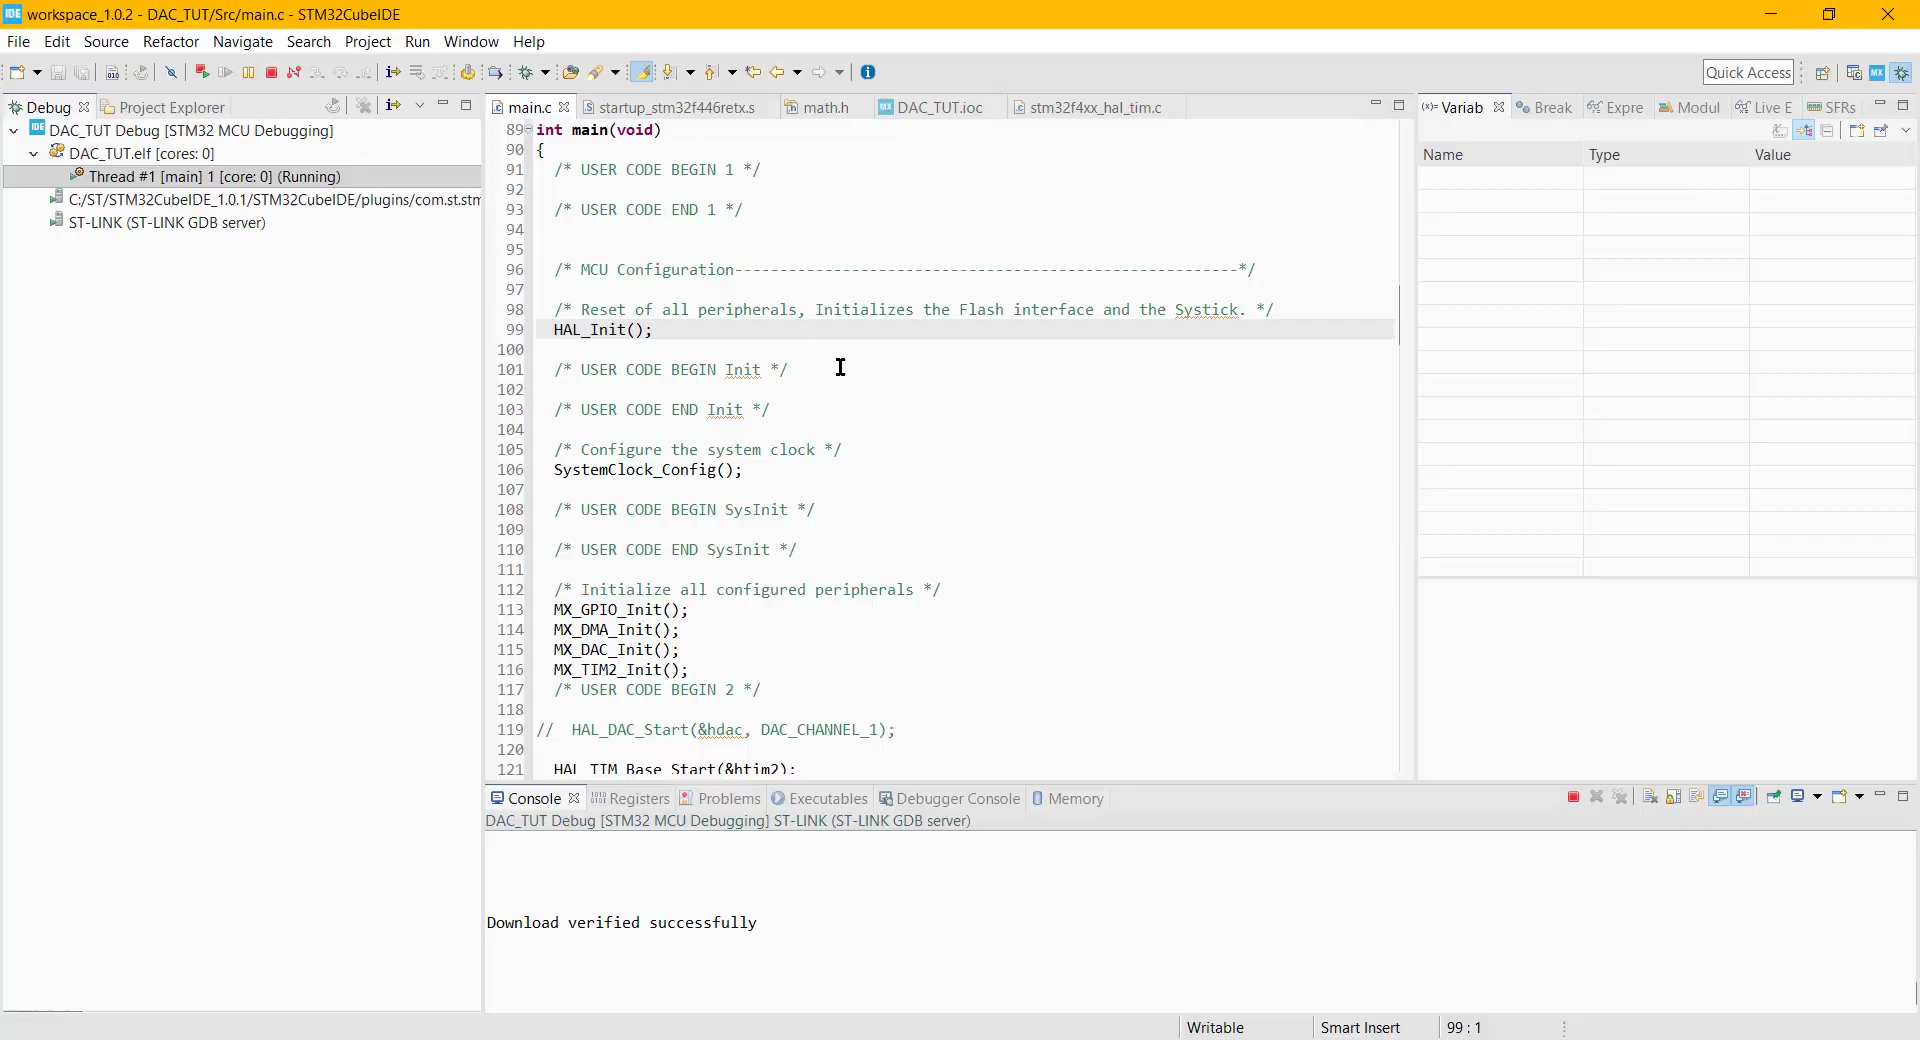 IDE workspace_1.0.2 - DAC_TUT/Src/main.c - STM32CubeIDE
File Edit Source Refactor Navigate Search Project Run Window Help
Quick Access
Debug Project Explorer
DAC_TUT Debug [STM32 MCU Debugging]
DAC_TUT.elf [cores: 0]
Thread #1 [main] 1 [core: 0] (Running)
C:/ST/STM32CubeIDE_1.0.1/STM32CubeIDE/plugins/com.st.stm
ST-LINK (ST-LINK GDB server)
main.c startup_stm32f446retx.s math.h DAC_TUT.ioc stm32f4xx_hal_tim.c
89 int main(void)
90 {
91 /* USER CODE BEGIN 1 */
92
93 /* USER CODE END 1 */
94
95
96 /* MCU Configuration--------------------------------------------------------*/
97
98 /* Reset of all peripherals, Initializes the Flash interface and the Systick. */
99 HAL_Init();
100
101 /* USER CODE BEGIN Init */
102
103 /* USER CODE END Init */
104
105 /* Configure the system clock */
106 SystemClock_Config();
107
108 /* USER CODE BEGIN SysInit */
109
110 /* USER CODE END SysInit */
111
112 /* Initialize all configured peripherals */
113 MX_GPIO_Init();
114 MX_DMA_Init();
115 MX_DAC_Init();
116 MX_TIM2_Init();
117 /* USER CODE BEGIN 2 */
118
119 // HAL_DAC_Start(&hdac, DAC_CHANNEL_1);
120
121 HAL_TIM_Base_Start(&htim2);
(x)= Variab Break Expre Modul Live E SFRs
Name Type Value
Console Registers Problems Executables Debugger Console Memory
DAC_TUT Debug [STM32 MCU Debugging] ST-LINK (ST-LINK GDB server)
Download verified successfully
Writable Smart Insert 99 : 1